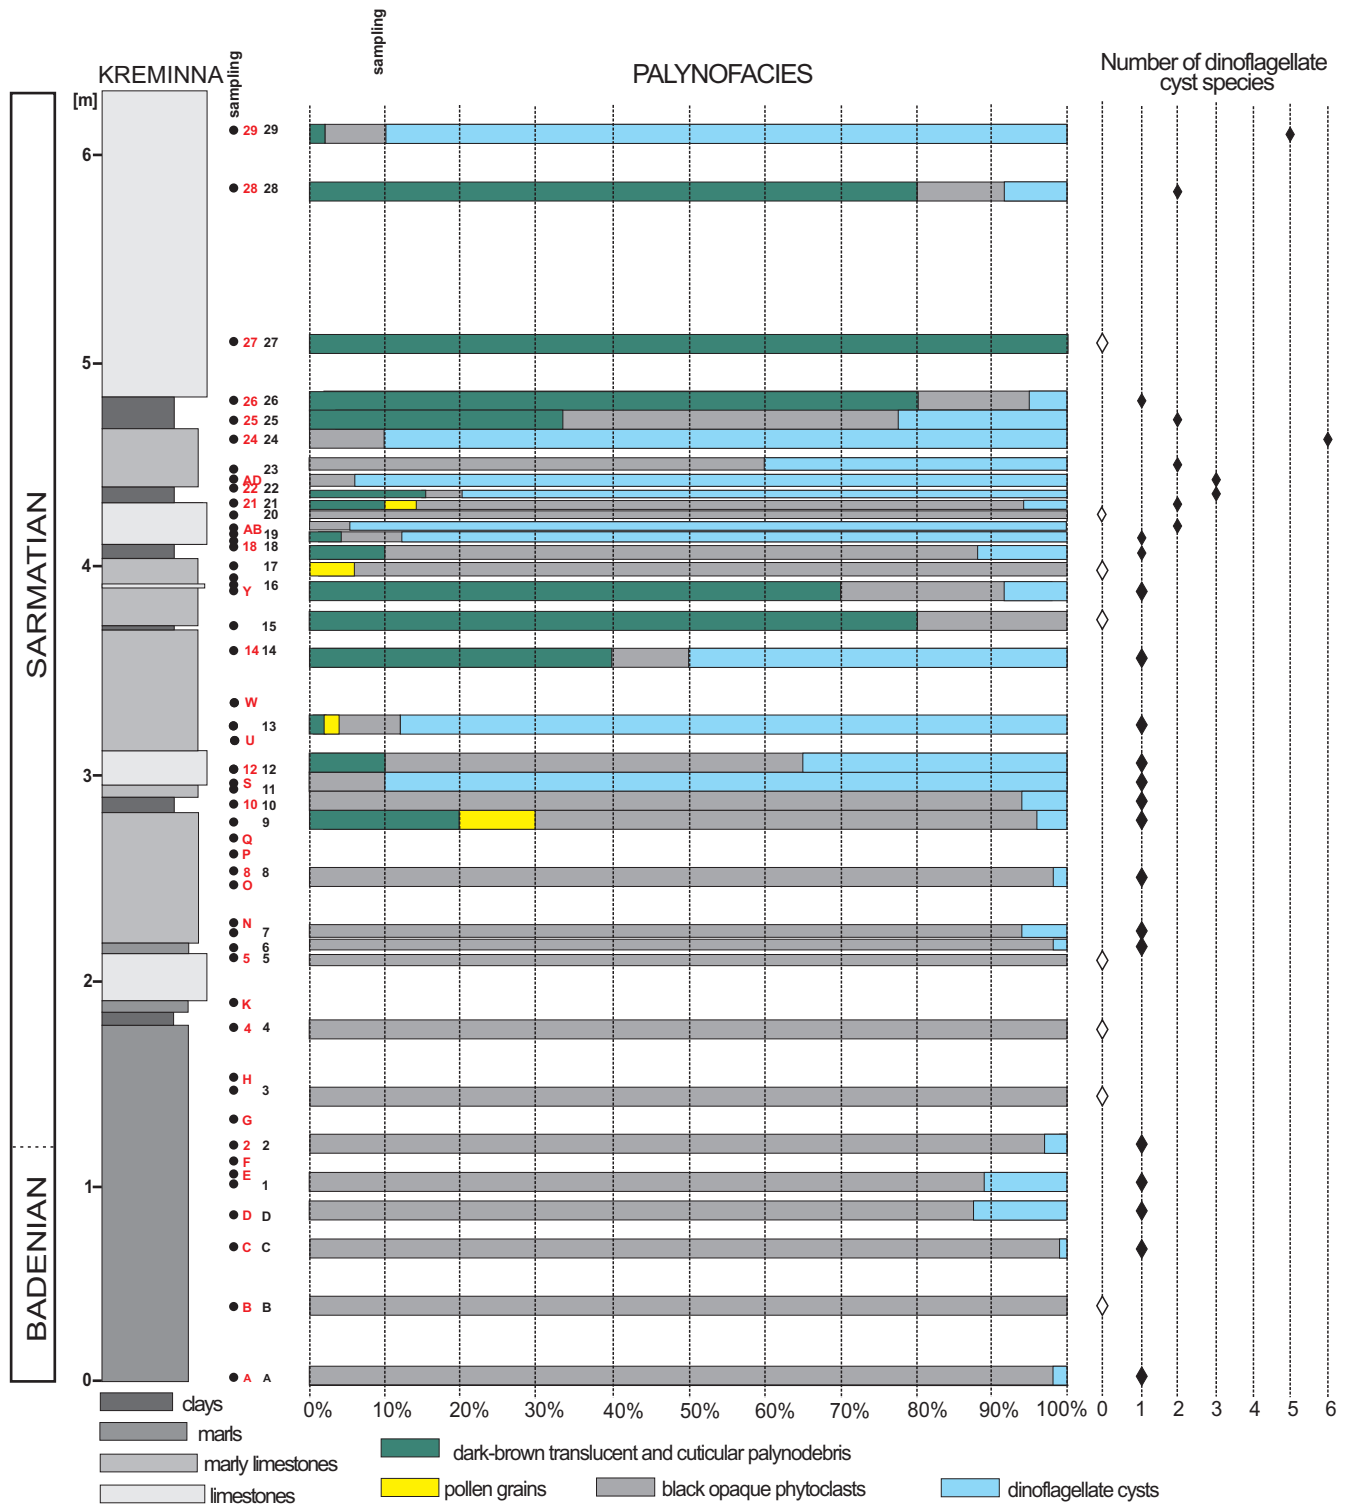 KREMINNA
sampling
sampling
PALYNOFACIES
Number of dinoflagellate
cyst species
[m]
SARMATIAN
BADENIAN
29 29
6
28 28
27 27
5
26 26
25 25
24 24
23
AD
22 22
21 21
20
AB
19
18 18
17
4
16
Y
15
14 14
W
13
U
12 12
3
S
11
10 10
9
Q
P
8 8
O
N
7
6
5 5
2
K
4 4
H
3
G
2 2
F
E
1
1
D D
C C
B B
0
A A
0% 10% 20% 30% 40% 50% 60% 70% 80% 90% 100%
0 1 2 3 4 5 6
clays
marls
marly limestones
limestones
dark-brown translucent and cuticular palynodebris
pollen grains
black opaque phytoclasts
dinoflagellate cysts